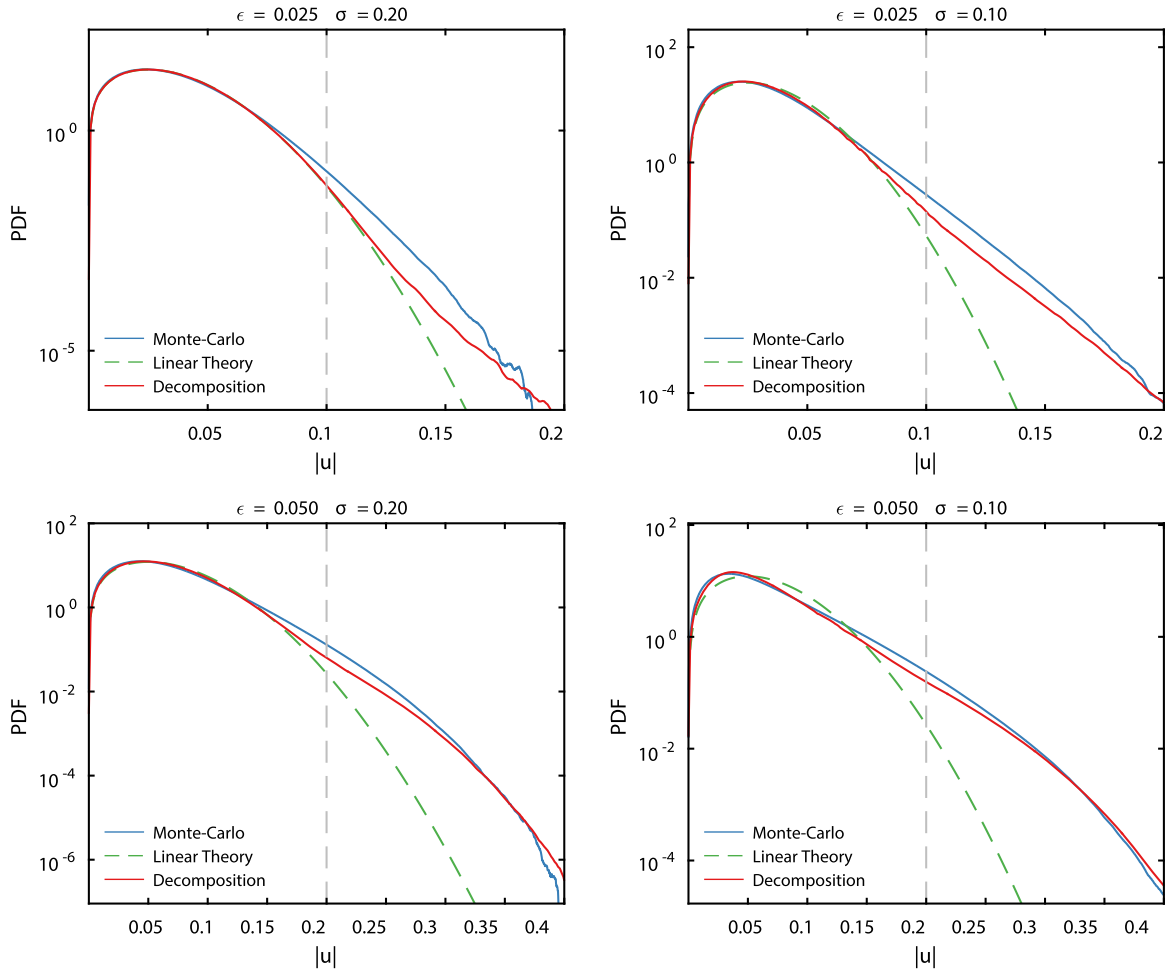 ϵ = 0.025 σ = 0.20
10^0
10^-5
PDF
Monte-Carlo
Linear Theory
Decomposition
0.05 0.1 0.15 0.2
|u|
ϵ = 0.025 σ = 0.10
10^2
10^0
10^-2
10^-4
PDF
Monte-Carlo
Linear Theory
Decomposition
0.05 0.1 0.15 0.2
|u|
ϵ = 0.050 σ = 0.20
10^2
10^0
10^-2
10^-4
10^-6
PDF
Monte-Carlo
Linear Theory
Decomposition
0.05 0.1 0.15 0.2 0.25 0.3 0.35 0.4
|u|
ϵ = 0.050 σ = 0.10
10^2
10^0
10^-2
10^-4
PDF
Monte-Carlo
Linear Theory
Decomposition
0.05 0.1 0.15 0.2 0.25 0.3 0.35 0.4
|u|